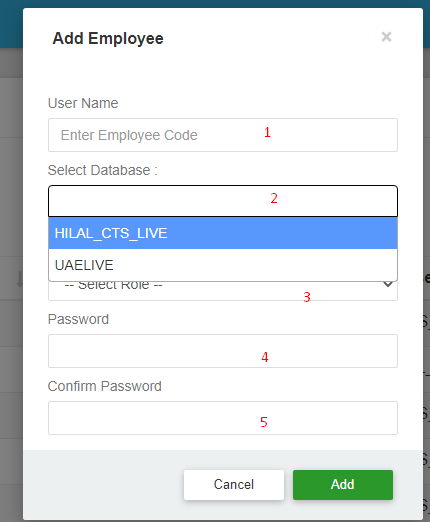 Add Employee ×
User Name
Enter Employee Code 1
Select Database :
2
HILAL_CTS_LIVE
UAELIVE
-- Select Role --
3
Password
4
Confirm Password
5
Cancel Add